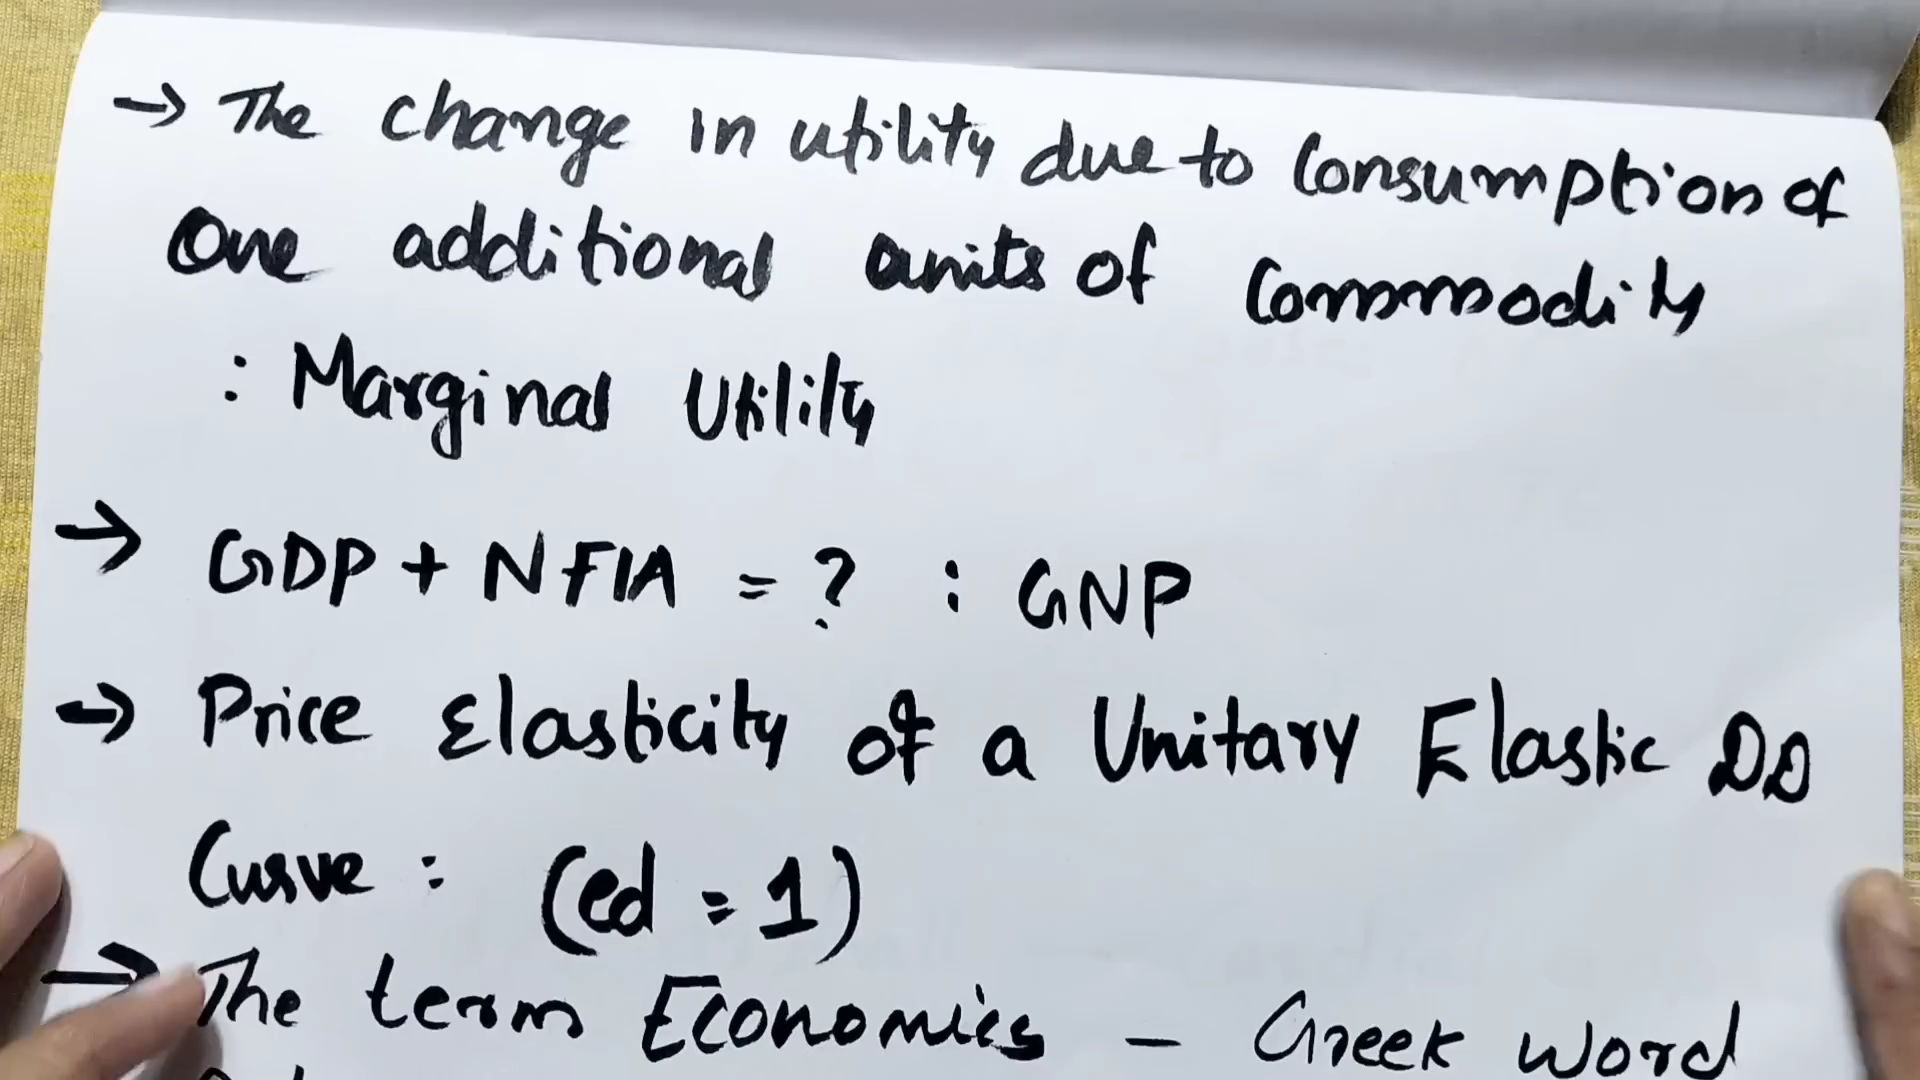 → The change in utility due to Consumption of
One additional units of Commodity
: Marginal Utility
→ GDP + NFIA = ? : GNP
→ Price Elasticity of a Unitary Elastic DD
Curve : (ed = 1)
→ The term Economics - Greek word